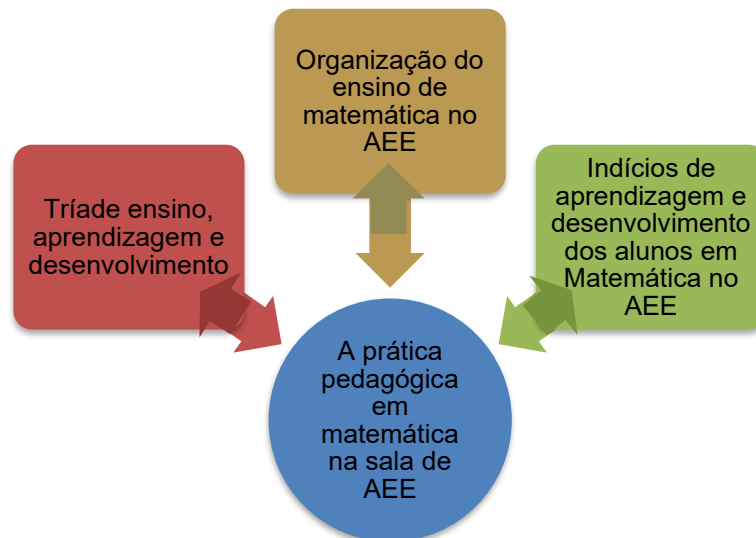 Organização do
ensino de
matemática no
AEE
Tríade ensino,
aprendizagem e
desenvolvimento
Indícios de
aprendizagem e
desenvolvimento
dos alunos em
Matemática no
AEE
A prática
pedagógica
em
matemática
na sala de
AEE